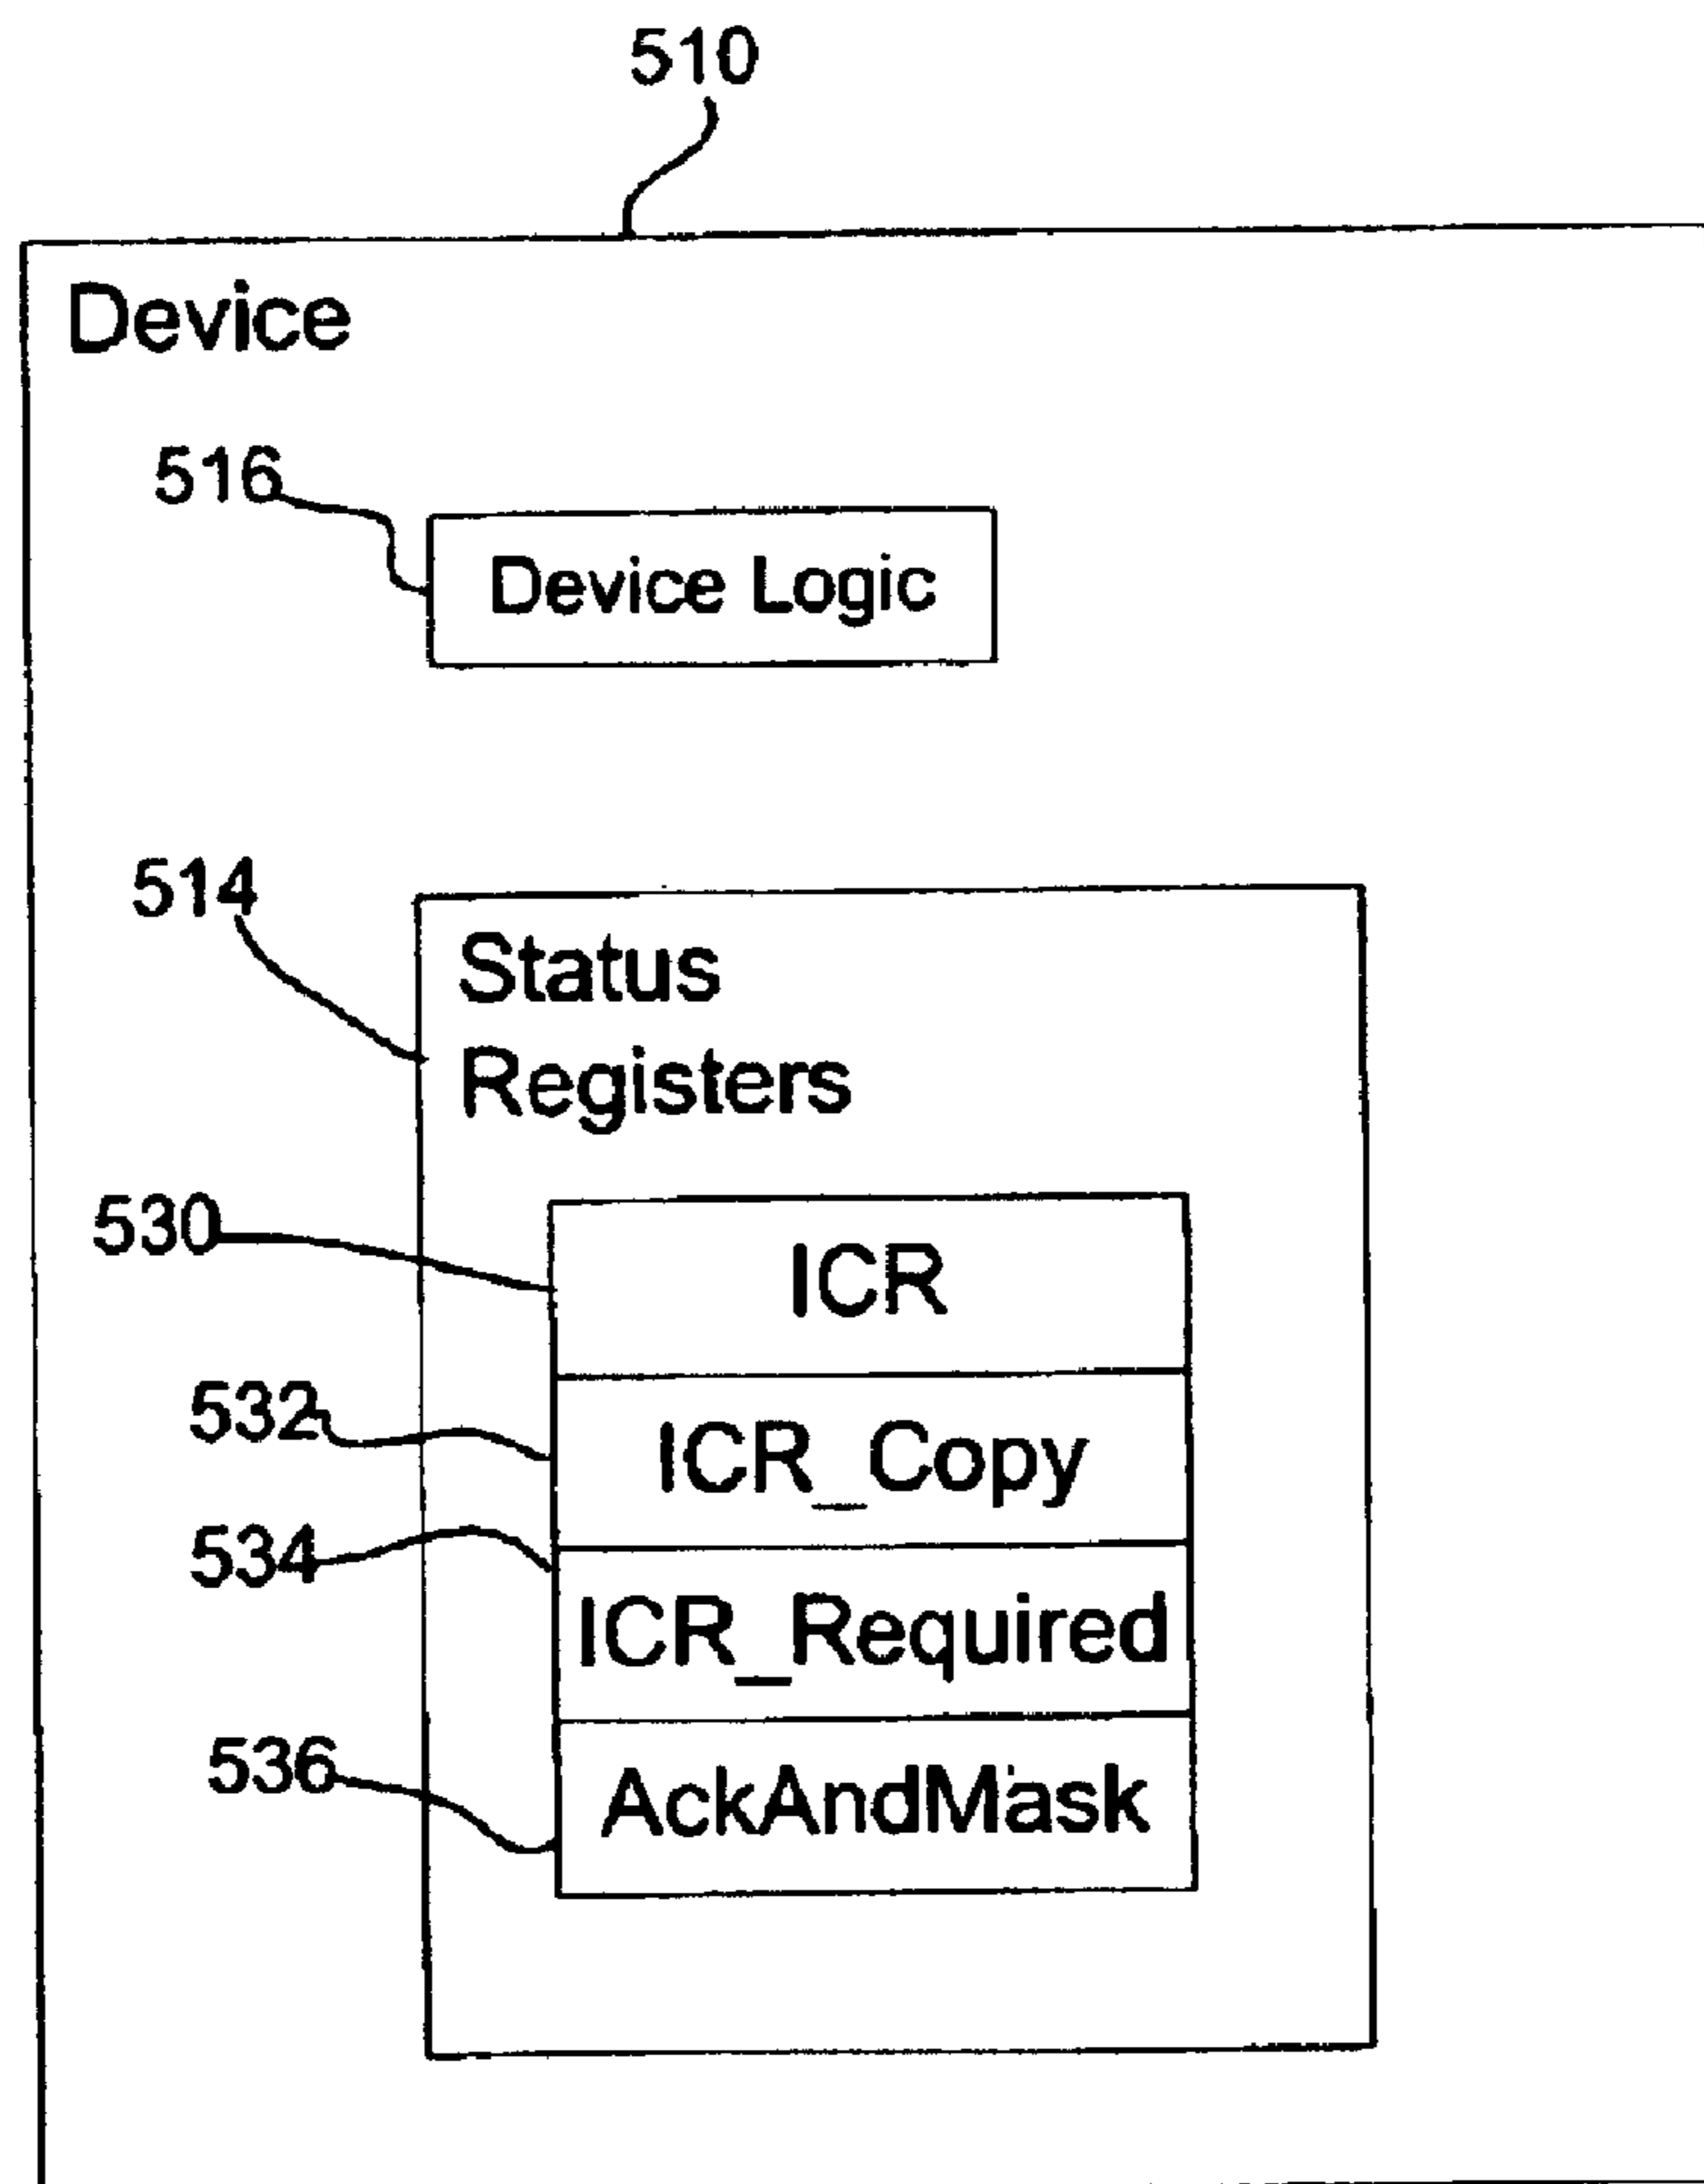 510
Device
516
Device Logic
514
Status
Registers
530
ICR
532
ICR_Copy
534
ICR_Required
536
AckAndMask